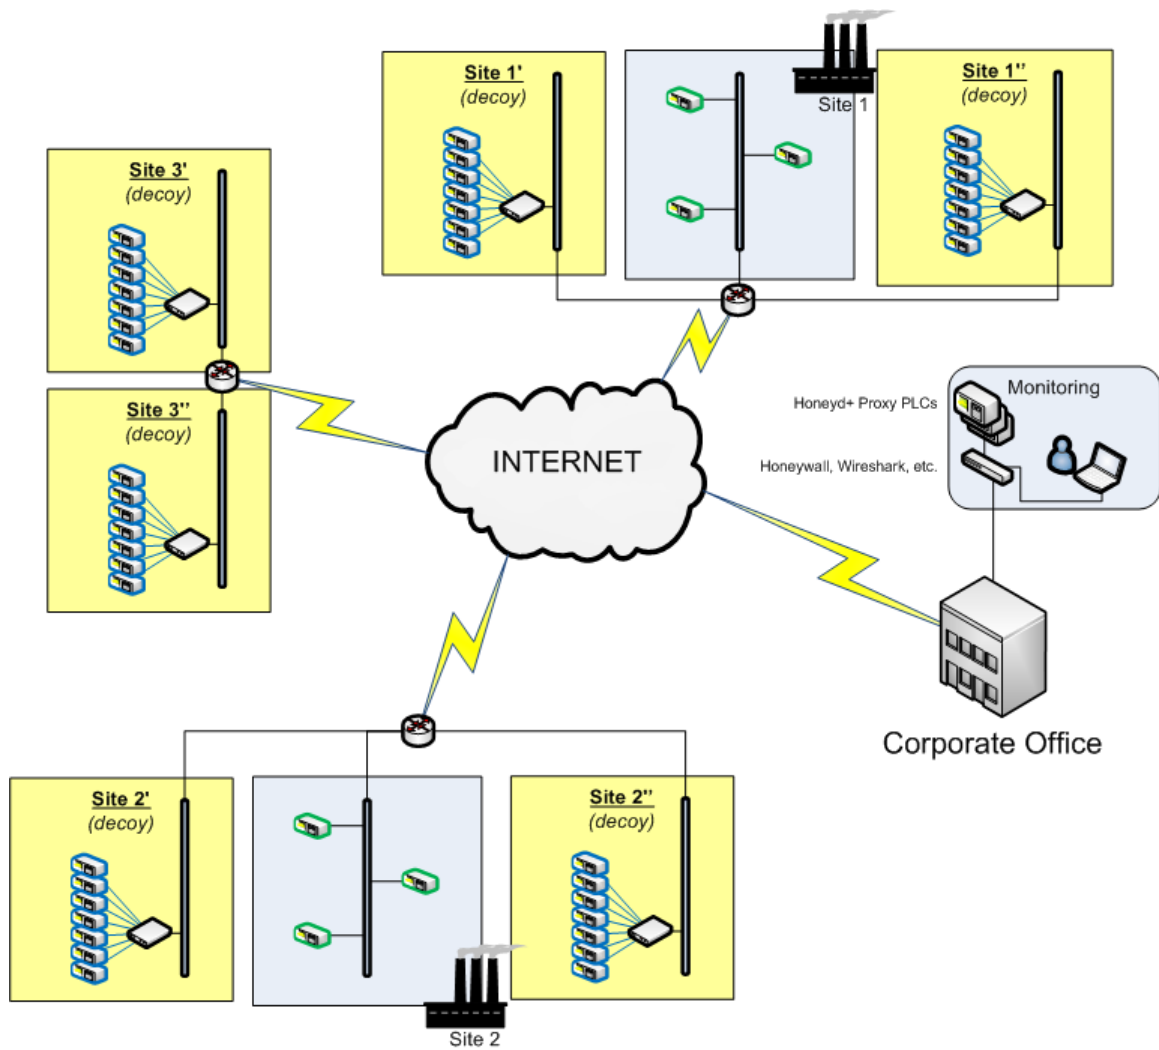 Site 1'
(decoy)
Site 1
Site 1''
(decoy)
Site 3'
(decoy)
Site 3''
(decoy)
INTERNET
Monitoring
Honeyd+ Proxy PLCs
Honeywall, Wireshark, etc.
Corporate Office
Site 2'
(decoy)
Site 2''
(decoy)
Site 2